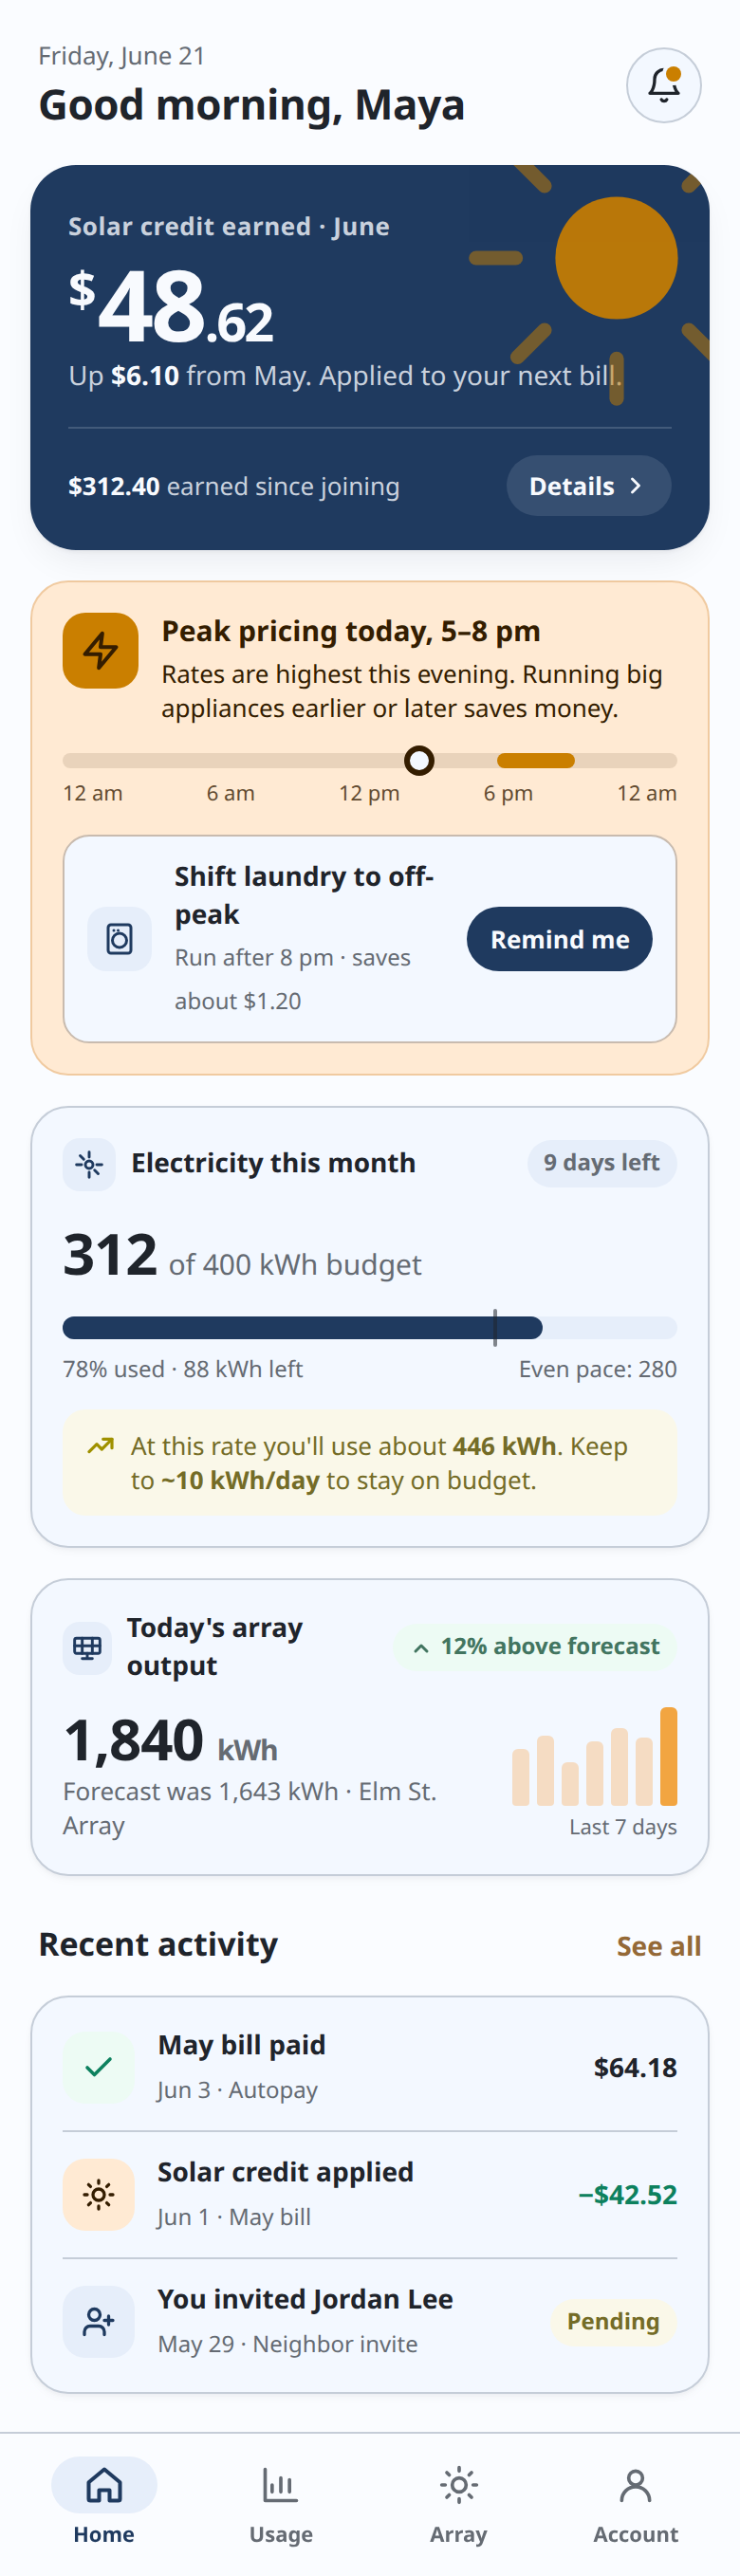 Friday, June 21
Good morning, Maya
Solar credit earned · June
$48.62
Up $6.10 from May. Applied to your next bill.
$312.40 earned since joining
Details
Peak pricing today, 5–8 pm
Rates are highest this evening. Running big
appliances earlier or later saves money.
12 am 6 am 12 pm 6 pm 12 am
Shift laundry to off-
peak
Run after 8 pm · saves
about $1.20
Remind me
Electricity this month
9 days left
312 of 400 kWh budget
78% used · 88 kWh left
Even pace: 280
At this rate you'll use about 446 kWh. Keep
to ~10 kWh/day to stay on budget.
Today's array
output
12% above forecast
1,840 kWh
Forecast was 1,643 kWh · Elm St.
Array
Last 7 days
Recent activity
See all
May bill paid
Jun 3 · Autopay
$64.18
Solar credit applied
Jun 1 · May bill
−$42.52
You invited Jordan Lee
May 29 · Neighbor invite
Pending
Home Usage Array Account